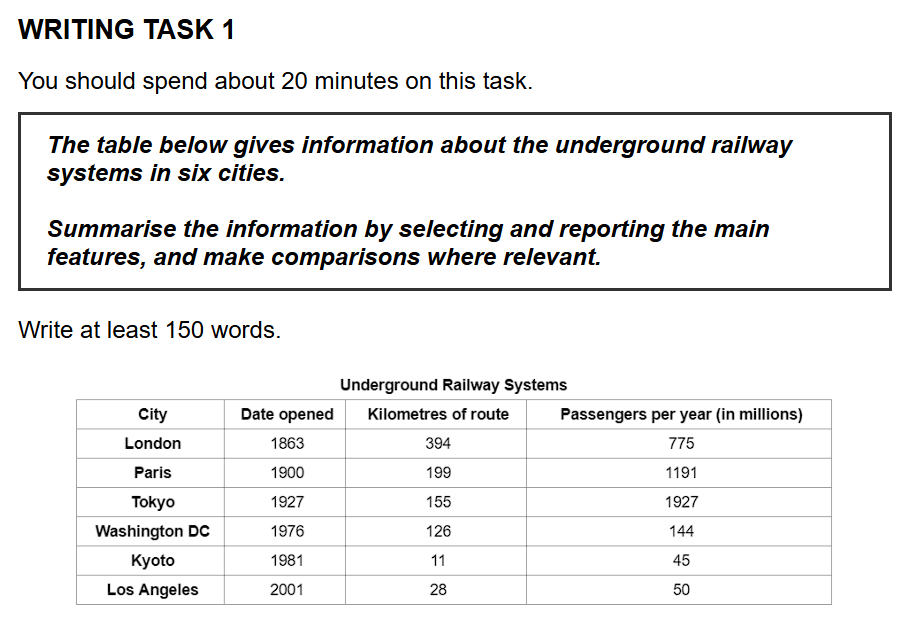 WRITING TASK 1
You should spend about 20 minutes on this task.
The table below gives information about the underground railway
systems in six cities.
Summarise the information by selecting and reporting the main
features, and make comparisons where relevant.
Write at least 150 words.
Underground Railway Systems
City Date opened Kilometres of route Passengers per year (in millions)
London 1863 394 775
Paris 1900 199 1191
Tokyo 1927 155 1927
Washington DC 1976 126 144
Kyoto 1981 11 45
Los Angeles 2001 28 50